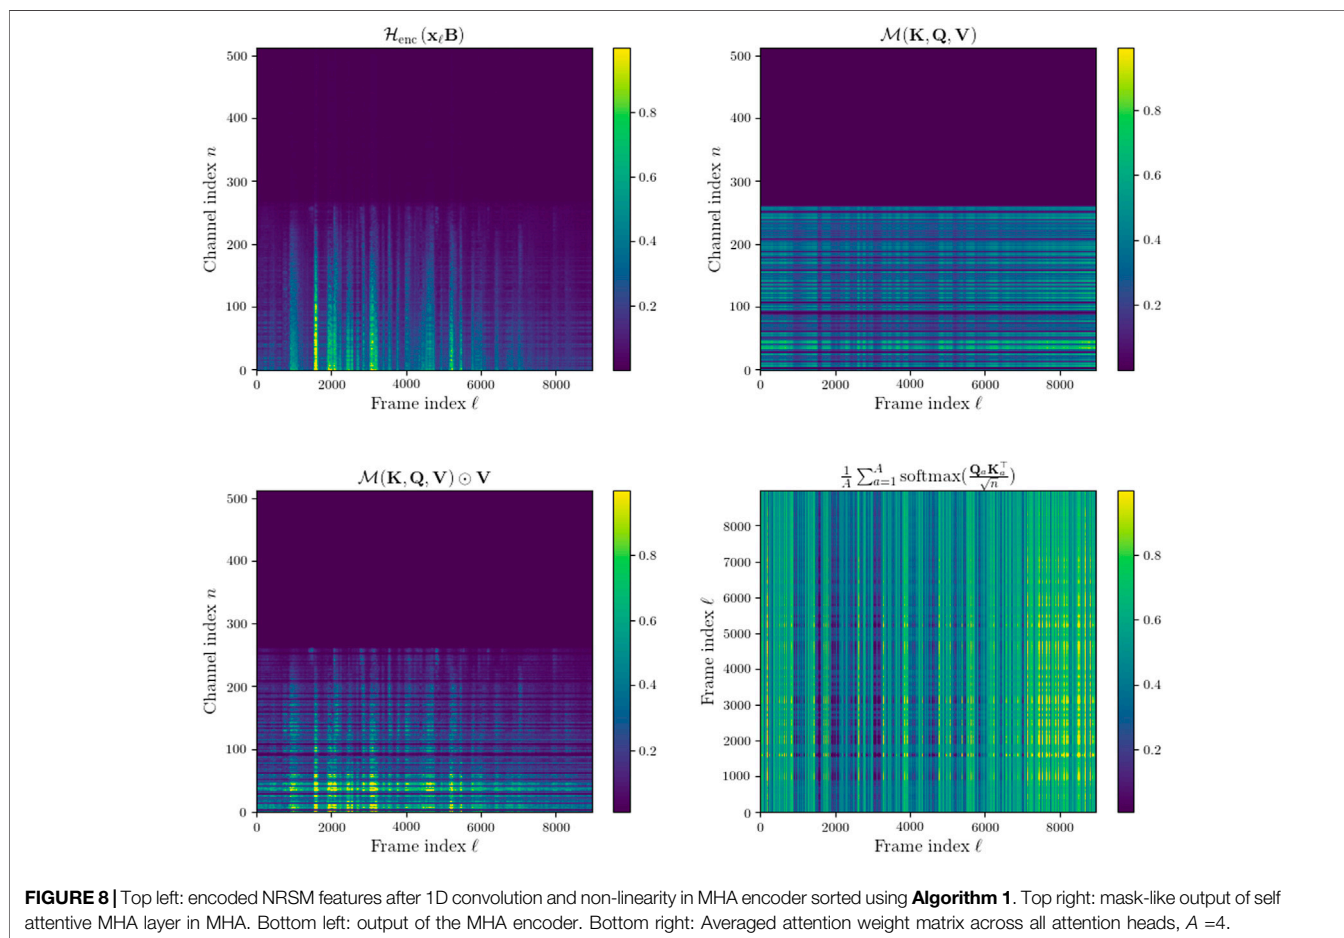 𝓗enc (xℓB)
500
400
300
200
100
0
Channel index n
0 2000 4000 6000 8000
Frame index ℓ
0.8
0.6
0.4
0.2
𝓜(K, Q, V)
500
400
300
200
100
0
Channel index n
0 2000 4000 6000 8000
Frame index ℓ
0.8
0.6
0.4
0.2
𝓜(K, Q, V) ⊙ V
500
400
300
200
100
0
Channel index n
0 2000 4000 6000 8000
Frame index ℓ
0.8
0.6
0.4
0.2
1/A ∑ᴬₐ₌₁ softmax(QₐKₐ⊤/√n)
8000
7000
6000
5000
4000
3000
2000
1000
0
Frame index ℓ
0 2000 4000 6000 8000
Frame index ℓ
0.8
0.6
0.4
0.2
FIGURE 8 | Top left: encoded NRSM features after 1D convolution and non-linearity in MHA encoder sorted using Algorithm 1. Top right: mask-like output of self
attentive MHA layer in MHA. Bottom left: output of the MHA encoder. Bottom right: Averaged attention weight matrix across all attention heads, A =4.